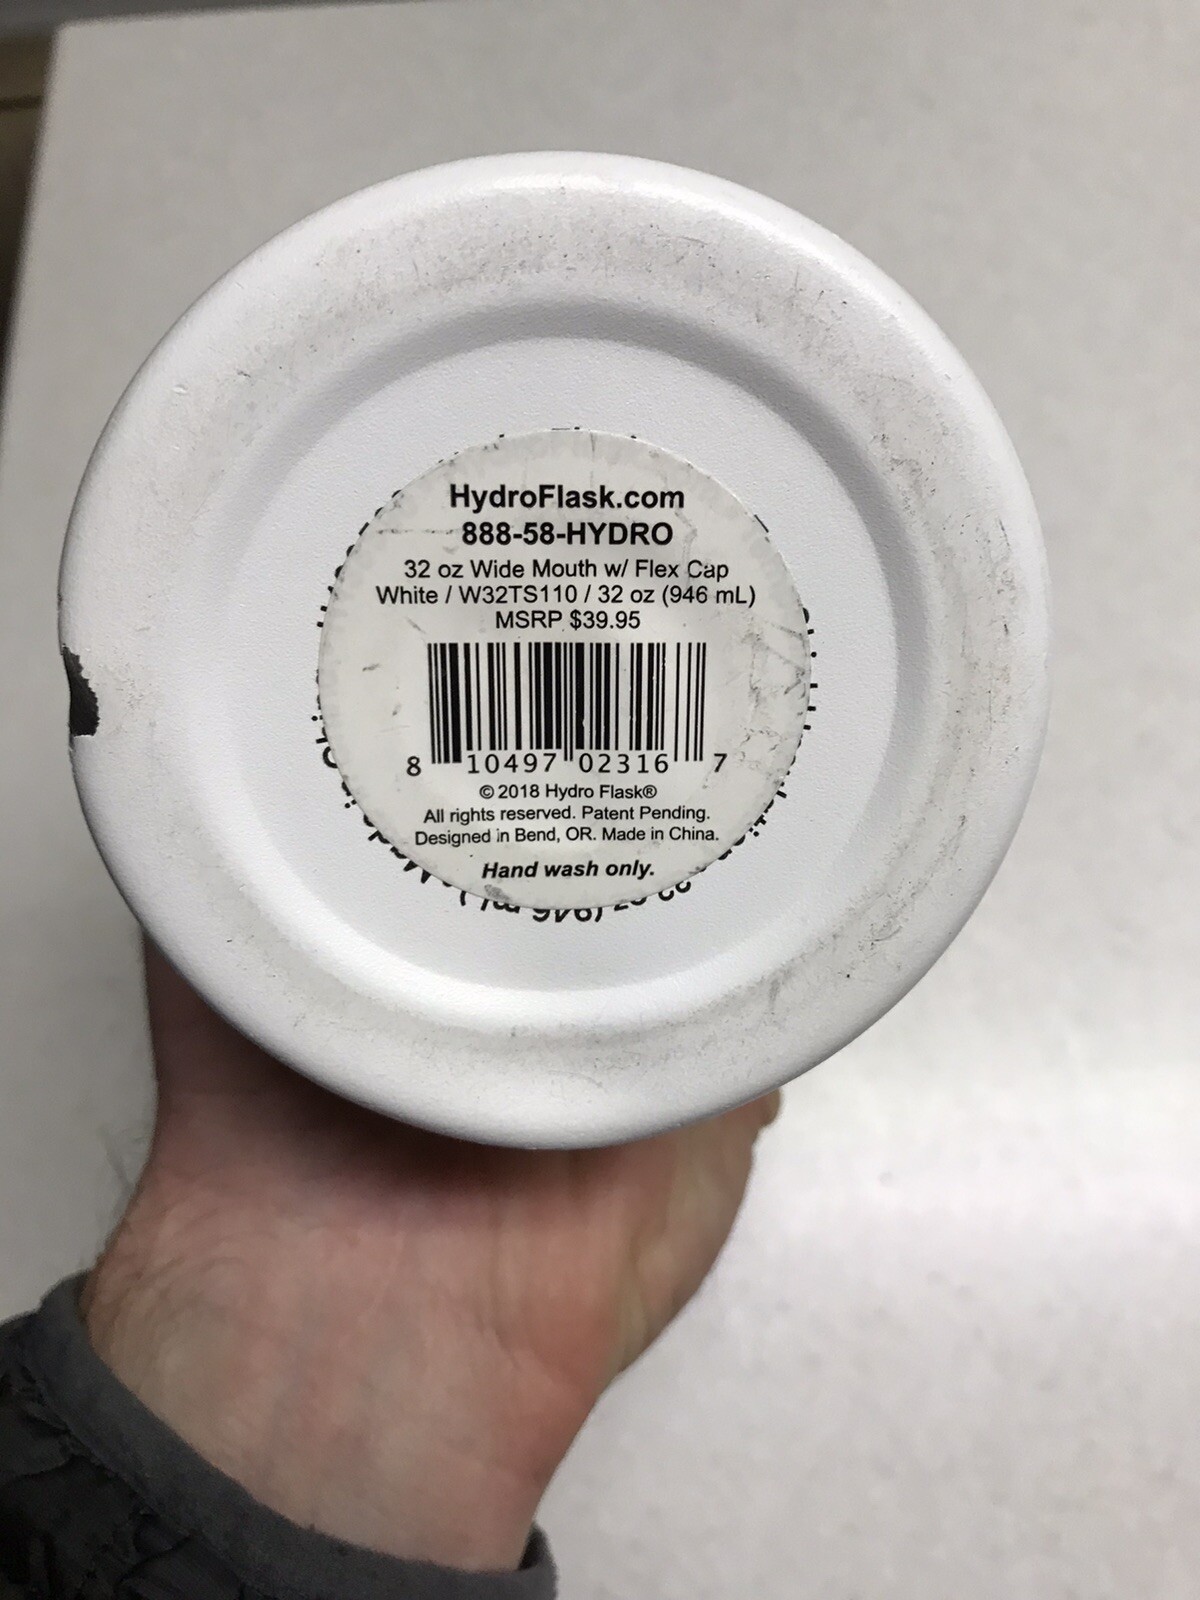 HydroFlask.com
888-58-HYDRO
32 oz Wide Mouth w/ Flex Cap
White / W32TS110 / 32 oz (946 mL)
MSRP $39.95
8 10497 02316 7
© 2018 Hydro Flask®
All rights reserved. Patent Pending.
Designed in Bend, OR. Made in China.
Hand wash only.